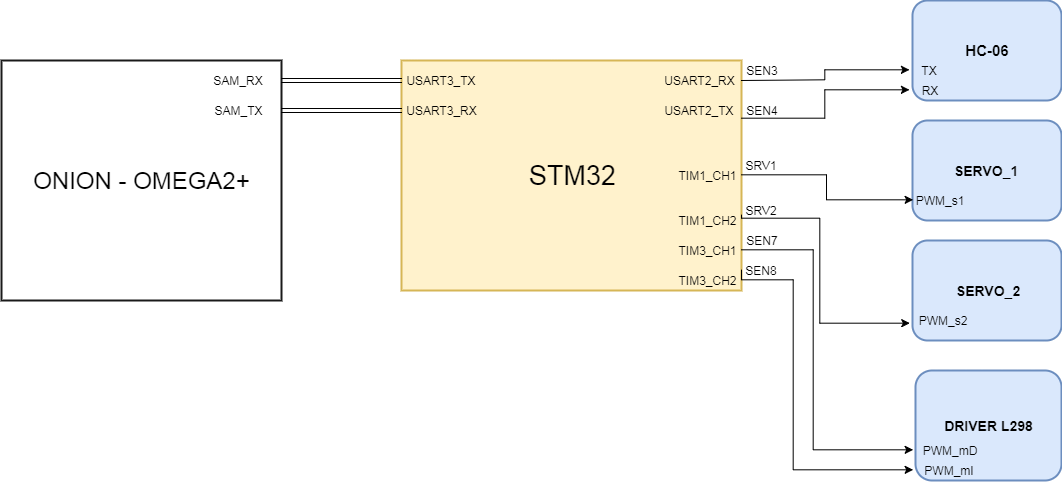 ONION - OMEGA2+
SAM_RX
SAM_TX
STM32
USART3_TX
USART3_RX
USART2_RX
USART2_TX
TIM1_CH1
TIM1_CH2
TIM3_CH1
TIM3_CH2
SEN3
SEN4
SRV1
SRV2
SEN7
SEN8
HC-06
TX
RX
SERVO_1
PWM_s1
SERVO_2
PWM_s2
DRIVER L298
PWM_mD
PWM_mI